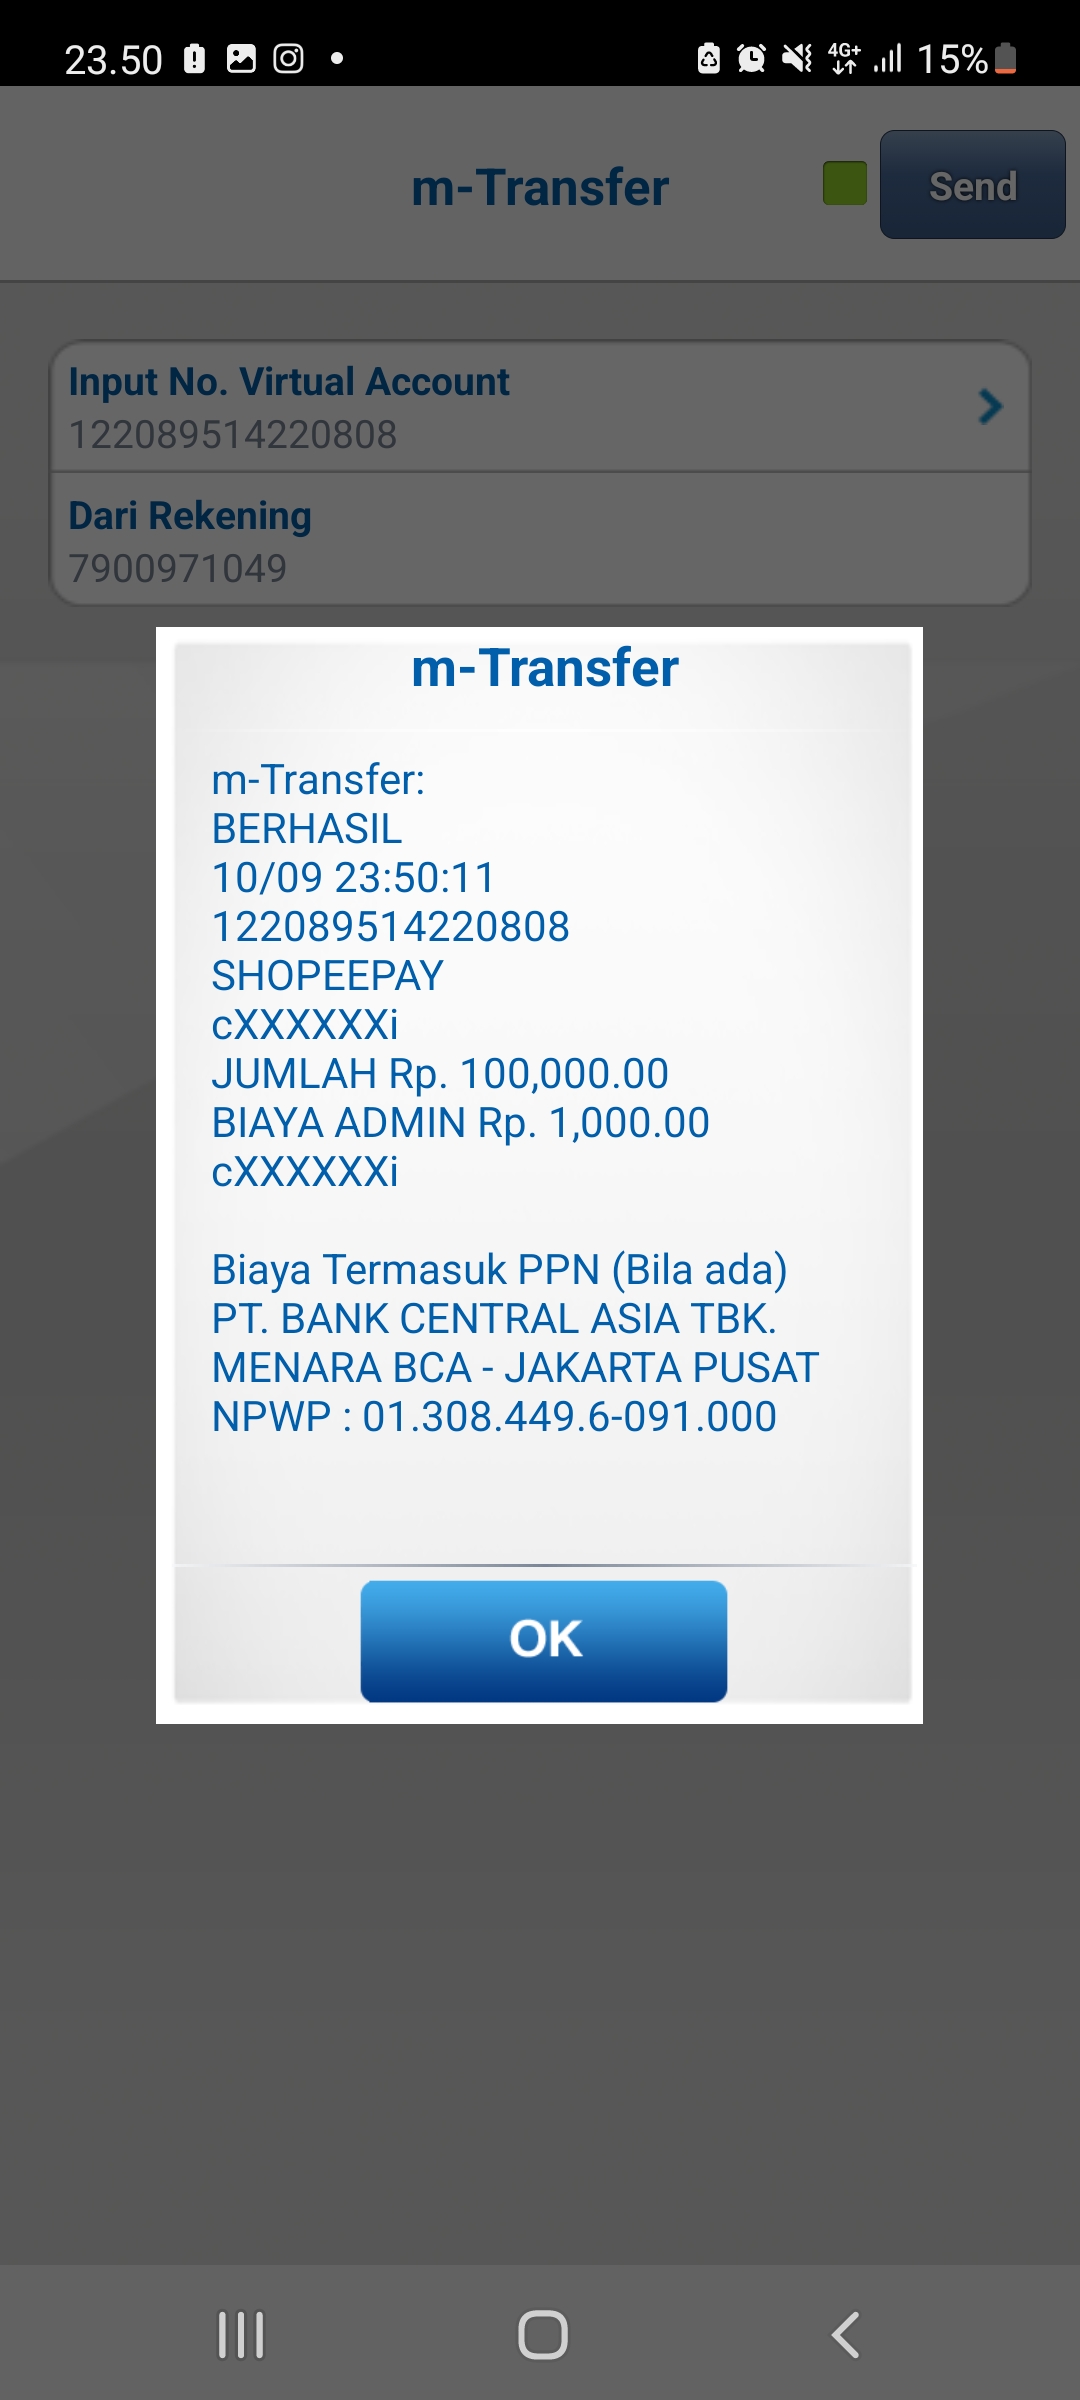 23.50
4G+
15%
m-Transfer
Send
Input No. Virtual Account
122089514220808
Dari Rekening
7900971049
m-Transfer
m-Transfer:
BERHASIL
10/09 23:50:11
122089514220808
SHOPEEPAY
cXXXXXXi
JUMLAH Rp. 100,000.00
BIAYA ADMIN Rp. 1,000.00
cXXXXXXi
Biaya Termasuk PPN (Bila ada)
PT. BANK CENTRAL ASIA TBK.
MENARA BCA - JAKARTA PUSAT
NPWP : 01.308.449.6-091.000
OK